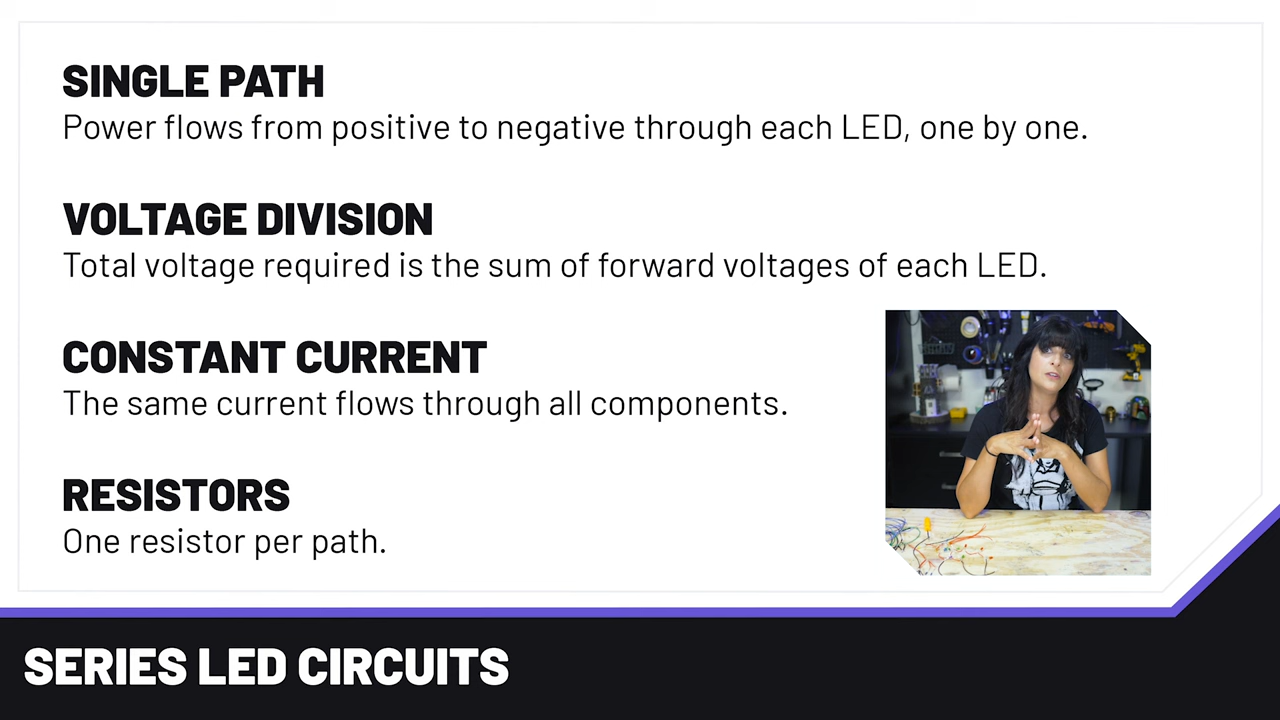 SINGLE PATH
Power flows from positive to negative through each LED, one by one.
VOLTAGE DIVISION
Total voltage required is the sum of forward voltages of each LED.
CONSTANT CURRENT
The same current flows through all components.
RESISTORS
One resistor per path.
SERIES LED CIRCUITS